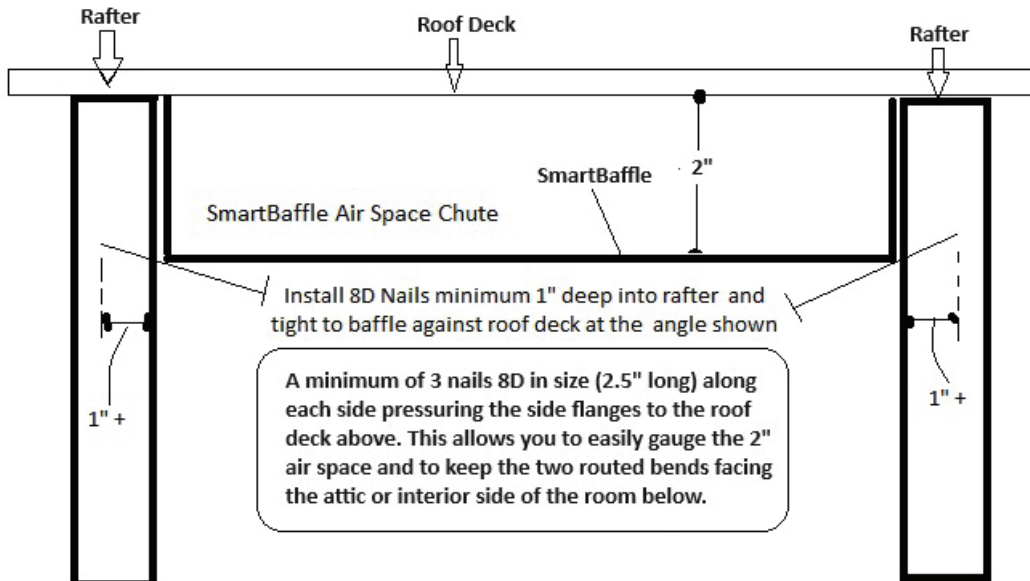 Rafter
Roof Deck
Rafter
2"
SmartBaffle
SmartBaffle Air Space Chute
Install 8D Nails minimum 1" deep into rafter and
tight to baffle against roof deck at the angle shown
1" +
1" +
A minimum of 3 nails 8D in size (2.5" long) along
each side pressuring the side flanges to the roof
deck above. This allows you to easily gauge the 2"
air space and to keep the two routed bends facing
the attic or interior side of the room below.